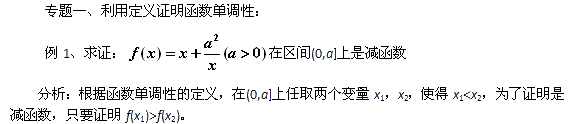 专题一、利用定义证明函数单调性：
例 1、求证：f(x)=x+\frac{a^2}{x}(a>0)在区间(0,a]上是减函数
分析：根据函数单调性的定义，在(0,a]上任取两个变量 x₁，x₂，使得 x₁<x₂，为了证明是
减函数，只要证明 f(x₁)>f(x₂)。